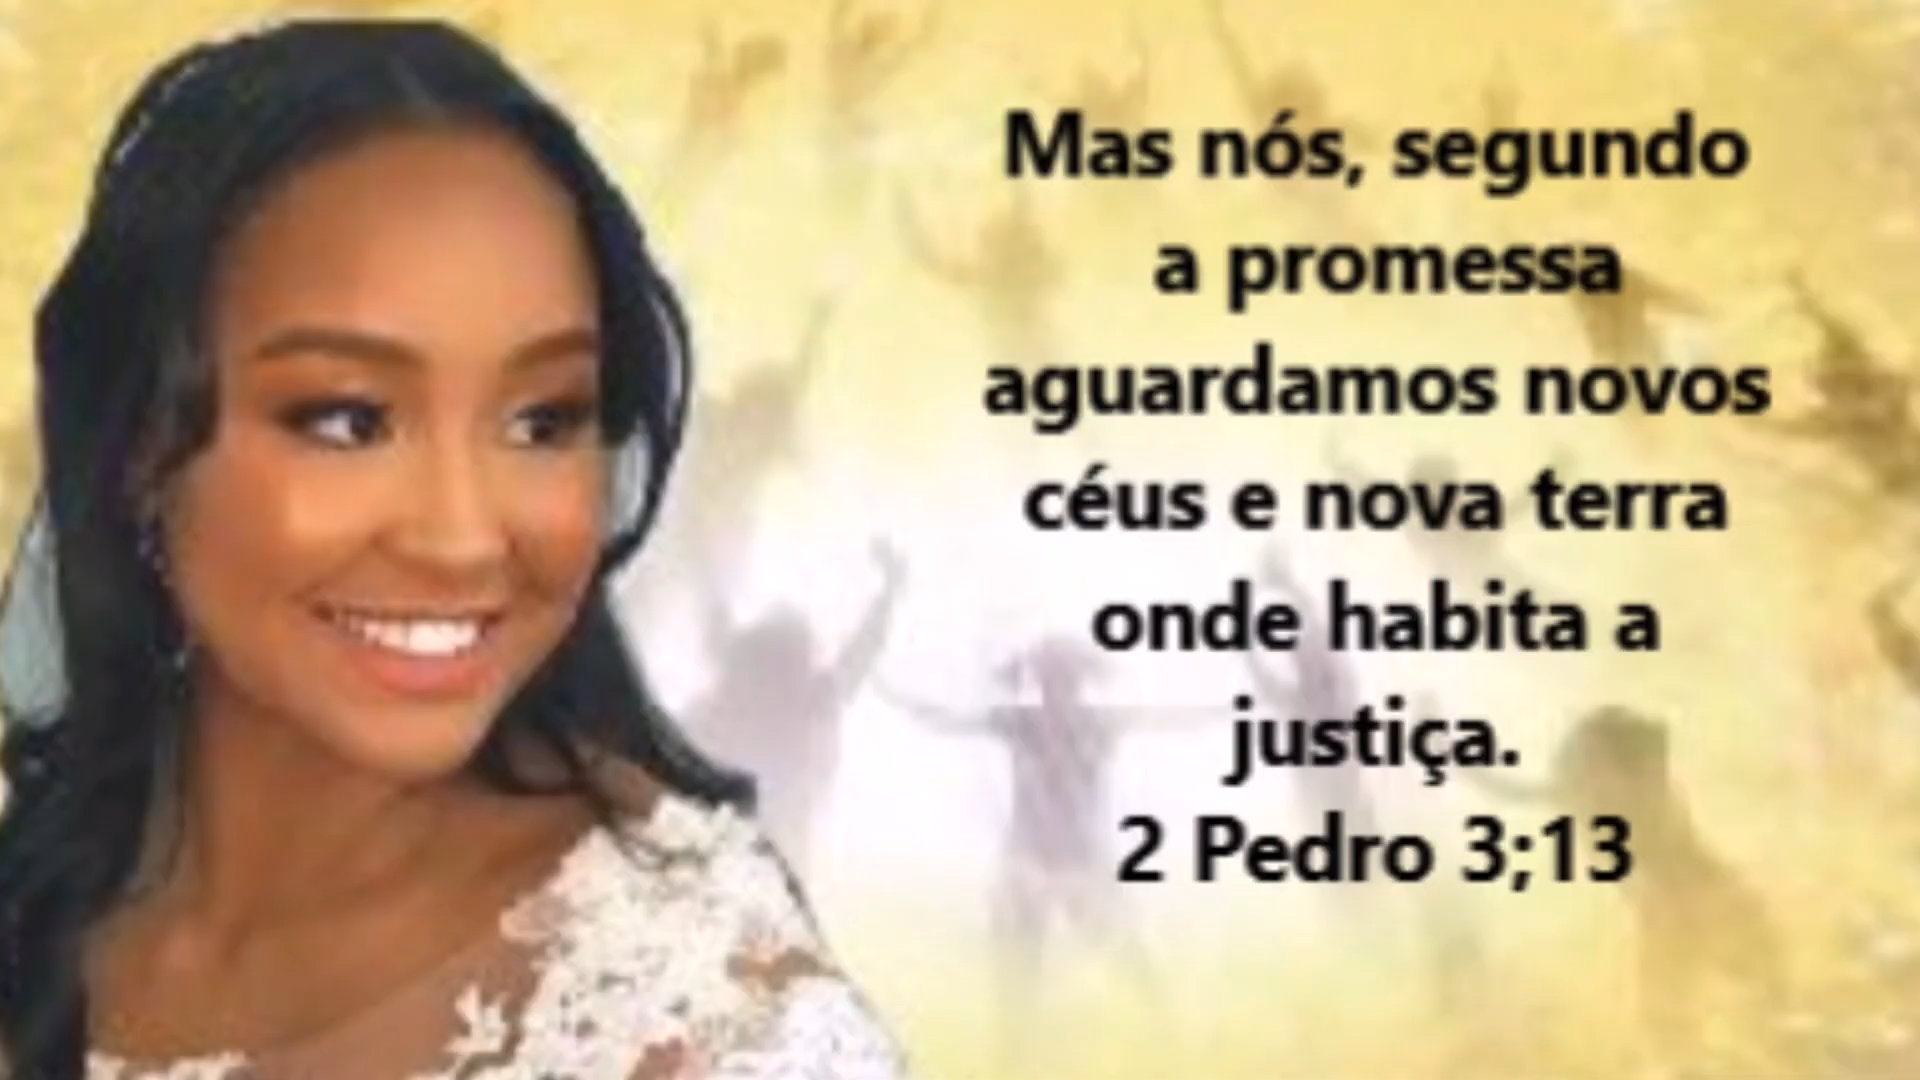 Mas nós, segundo
a promessa
aguardamos novos
céus e nova terra
onde habita a
justiça.
2 Pedro 3;13